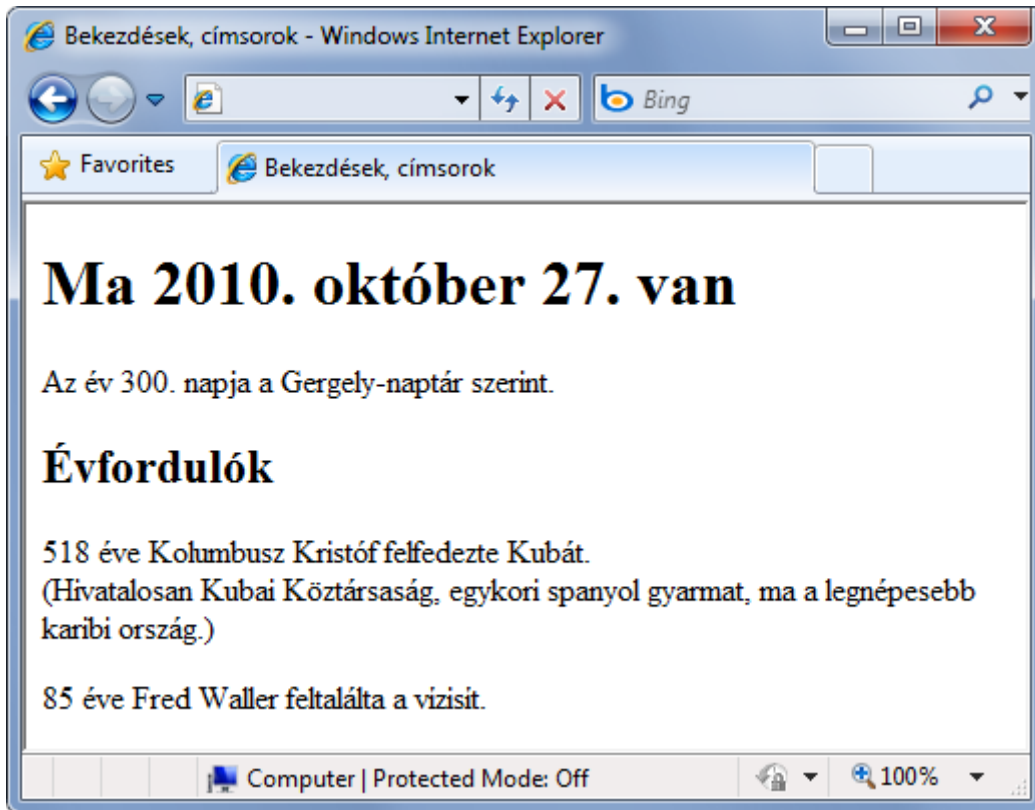 Bekezdések, címsorok - Windows Internet Explorer
Bing
Favorites
Bekezdések, címsorok
Ma 2010. október 27. van
Az év 300. napja a Gergely-naptár szerint.
Évfordulók
518 éve Kolumbusz Kristóf felfedezte Kubát.
(Hivatalosan Kubai Köztársaság, egykori spanyol gyarmat, ma a legnépesebb
karibi ország.)
85 éve Fred Waller feltalálta a vizisít.
Computer | Protected Mode: Off
100%